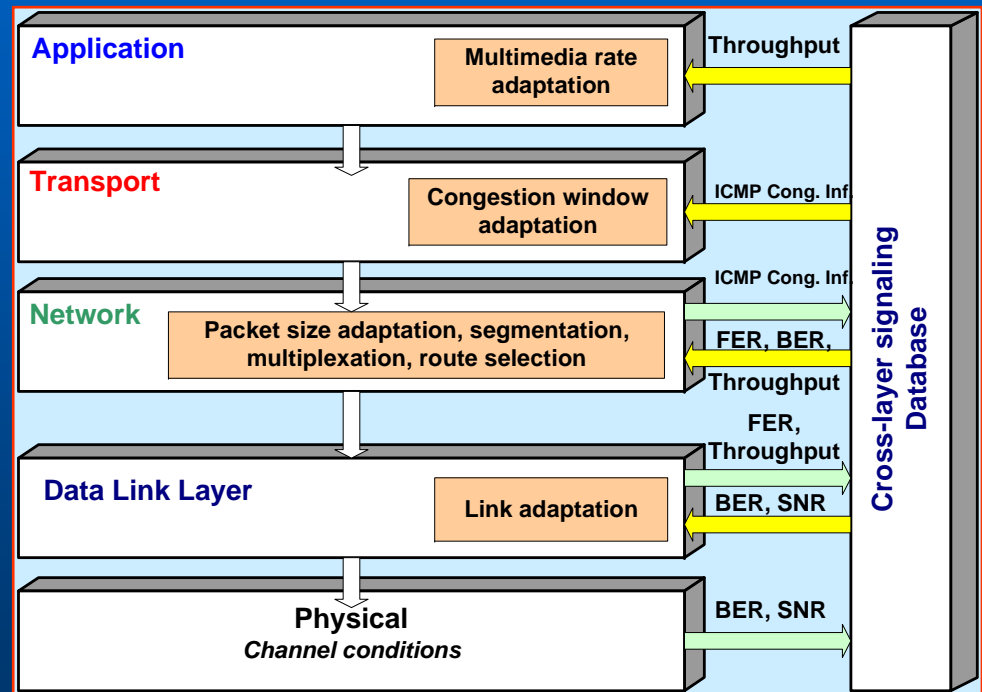 Application
Multimedia rate
adaptation
Throughput
Transport
Congestion window
adaptation
ICMP Cong. Inf.
Network
Packet size adaptation, segmentation,
multiplexation, route selection
ICMP Cong. Inf.
FER, BER,
Throughput
Data Link Layer
Link adaptation
FER,
Throughput
BER, SNR
Physical
Channel conditions
BER, SNR
Cross-layer signaling
Database